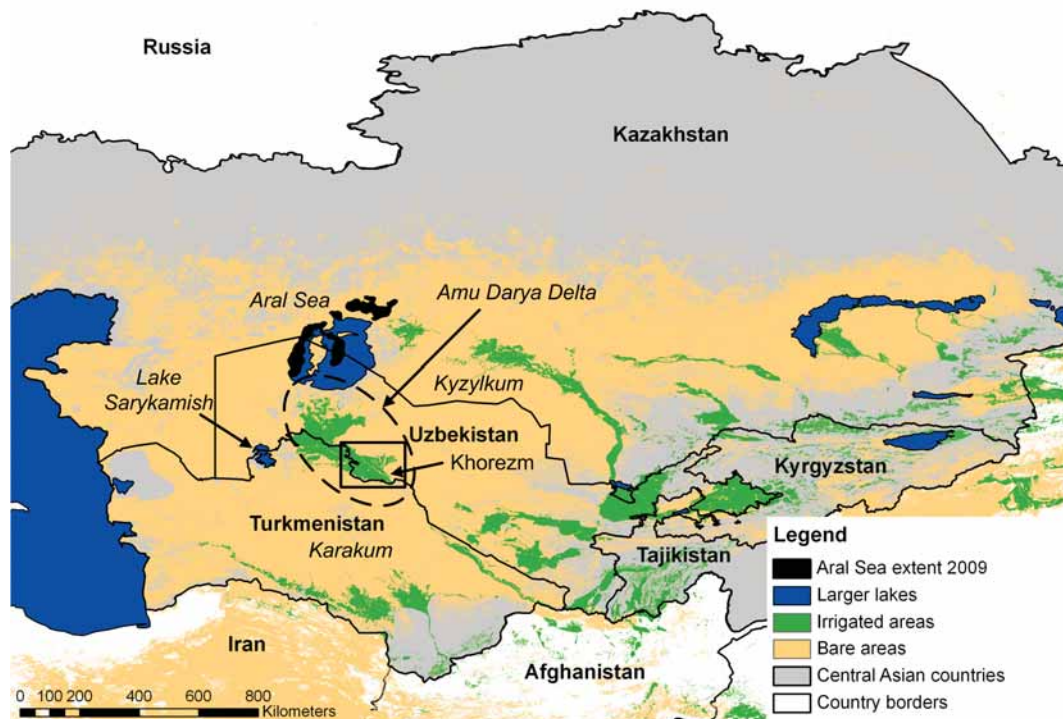 Russia
Kazakhstan
Aral Sea
Amu Darya Delta
Lake
Sarykamish
Kyzylkum
Uzbekistan
Khorezm
Kyrgyzstan
Turkmenistan
Karakum
Tajikistan
Iran
Afghanistan
0 100 200 400 600 800
Kilometers
Legend
Aral Sea extent 2009
Larger lakes
Irrigated areas
Bare areas
Central Asian countries
Country borders